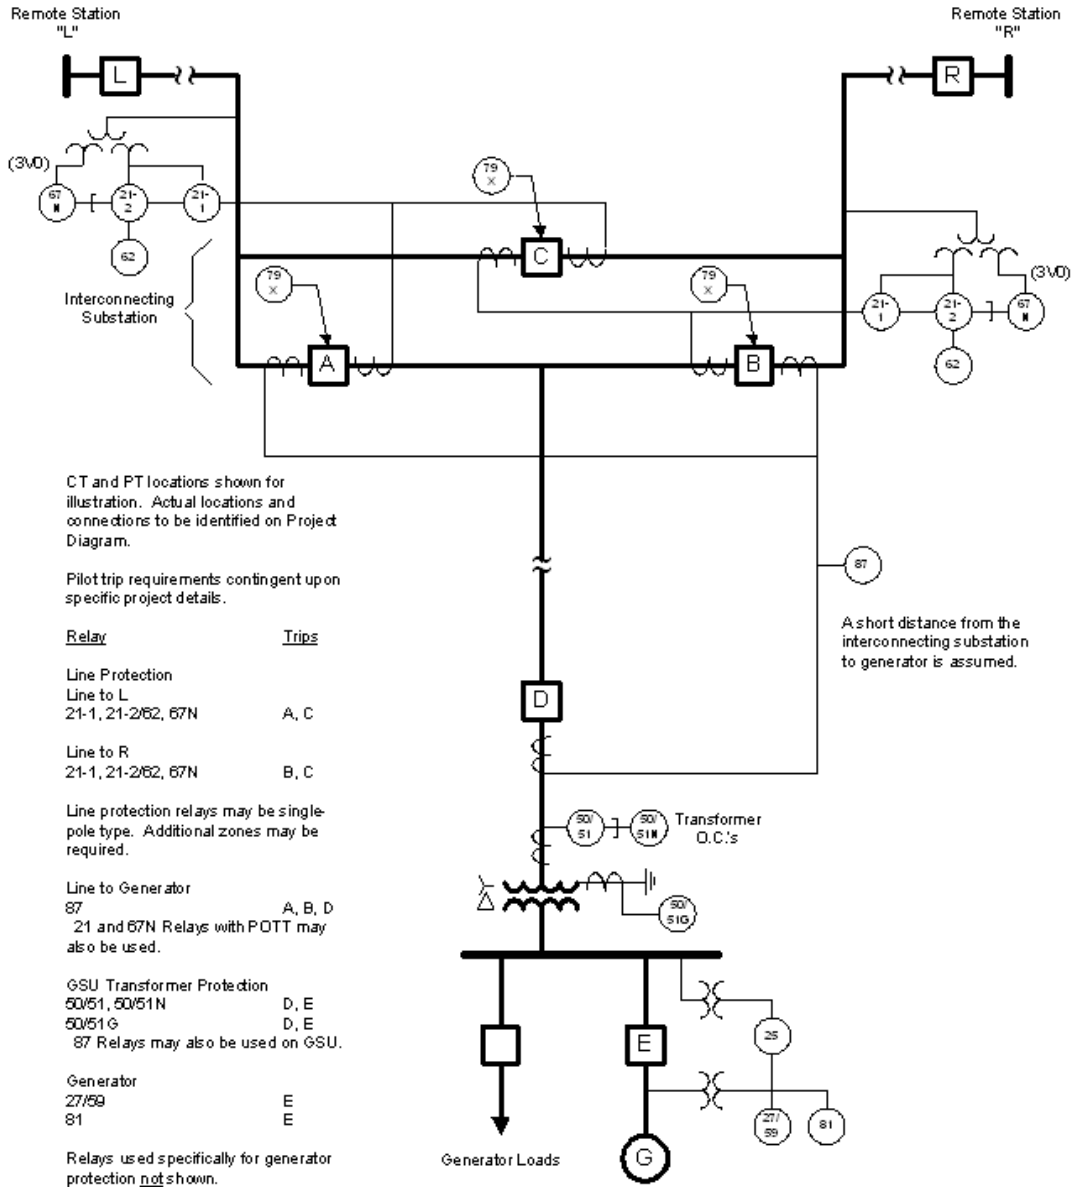 Remote Station
"L"
Remote Station
"R"
L
R
(3V0)
67
N
21-
2
21-
1
62
79
X
C
Interconnecting
Substation
79
X
79
X
A
B
21-
1
21-
2
67
N
(3V0)
62
CT and PT locations shown for
illustration. Actual locations and
connections to be identified on Project
Diagram.
Pilot trip requirements contingent upon
specific project details.
87
A short distance from the
interconnecting substation
to generator is assumed.
Relay Trips
Line Protection
Line to L
21-1, 21-2/62, 67N A, C
Line to R
21-1, 21-2/62, 67N B, C
Line protection relays may be single-
pole type. Additional zones may be
required.
Line to Generator
87 A, B, D
21 and 67N Relays with POTT may
also be used.
GSU Transformer Protection
50/51, 50/51N D, E
50/51G D, E
87 Relays may also be used on GSU.
Generator
27/59 E
81 E
Relays used specifically for generator
protection not shown.
D
50/
51
50/
51N
Transformer
O.C.'s
50/
51G
E
25
27/
59
81
Generator Loads
G